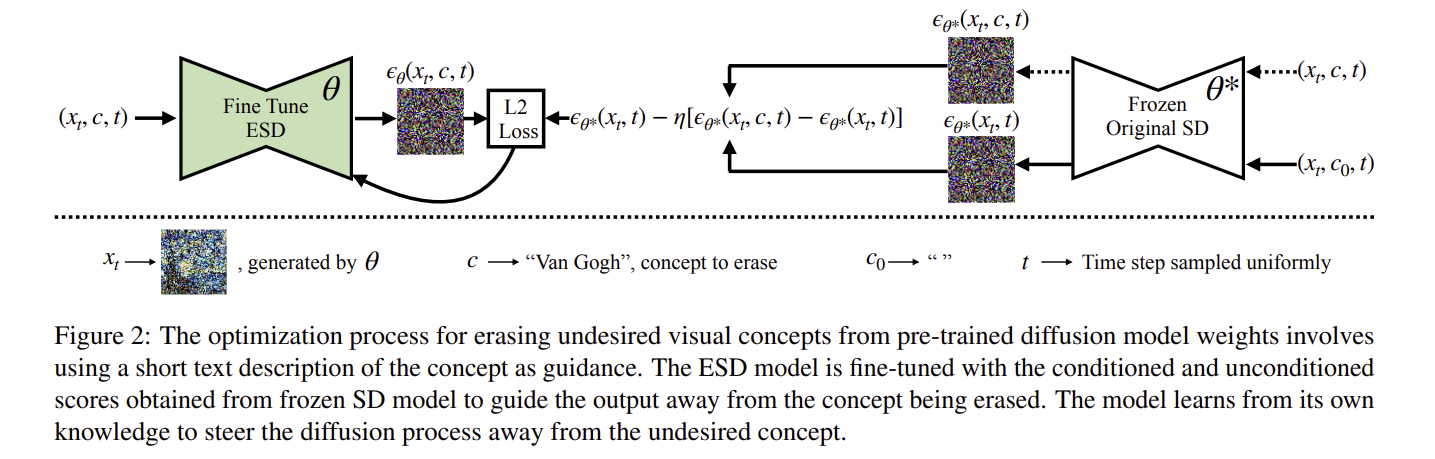 ϵ_θ*(x_t, c, t)
ϵ_θ(x_t, c, t)
θ
θ*
(x_t, c, t)
(x_t, c, t)
Fine Tune
ESD
L2
Loss
ϵ_θ*(x_t, t) − η[ϵ_θ*(x_t, c, t) − ϵ_θ*(x_t, t)]
ϵ_θ*(x_t, t)
Frozen
Original SD
(x_t, c_0, t)
x_t , generated by θ
c “Van Gogh”, concept to erase
c_0 “ ”
t Time step sampled uniformly
Figure 2: The optimization process for erasing undesired visual concepts from pre-trained diffusion model weights involves
using a short text description of the concept as guidance. The ESD model is fine-tuned with the conditioned and unconditioned
scores obtained from frozen SD model to guide the output away from the concept being erased. The model learns from its own
knowledge to steer the diffusion process away from the undesired concept.